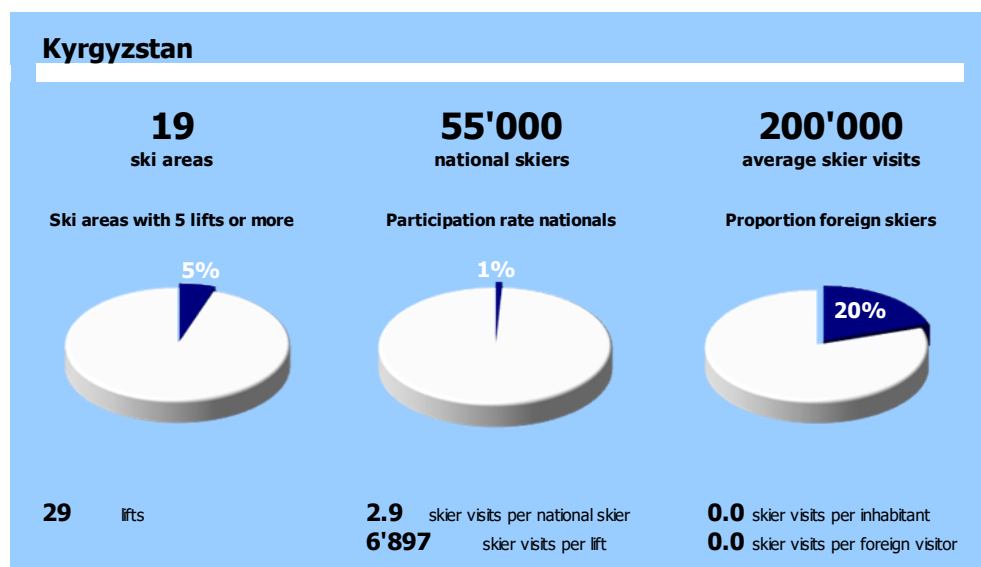 Kyrgyzstan
19
ski areas
55'000
national skiers
200'000
average skier visits
Ski areas with 5 lifts or more
5%
Participation rate nationals
1%
Proportion foreign skiers
20%
29 lifts
2.9 skier visits per national skier
6'897 skier visits per lift
0.0 skier visits per inhabitant
0.0 skier visits per foreign visitor